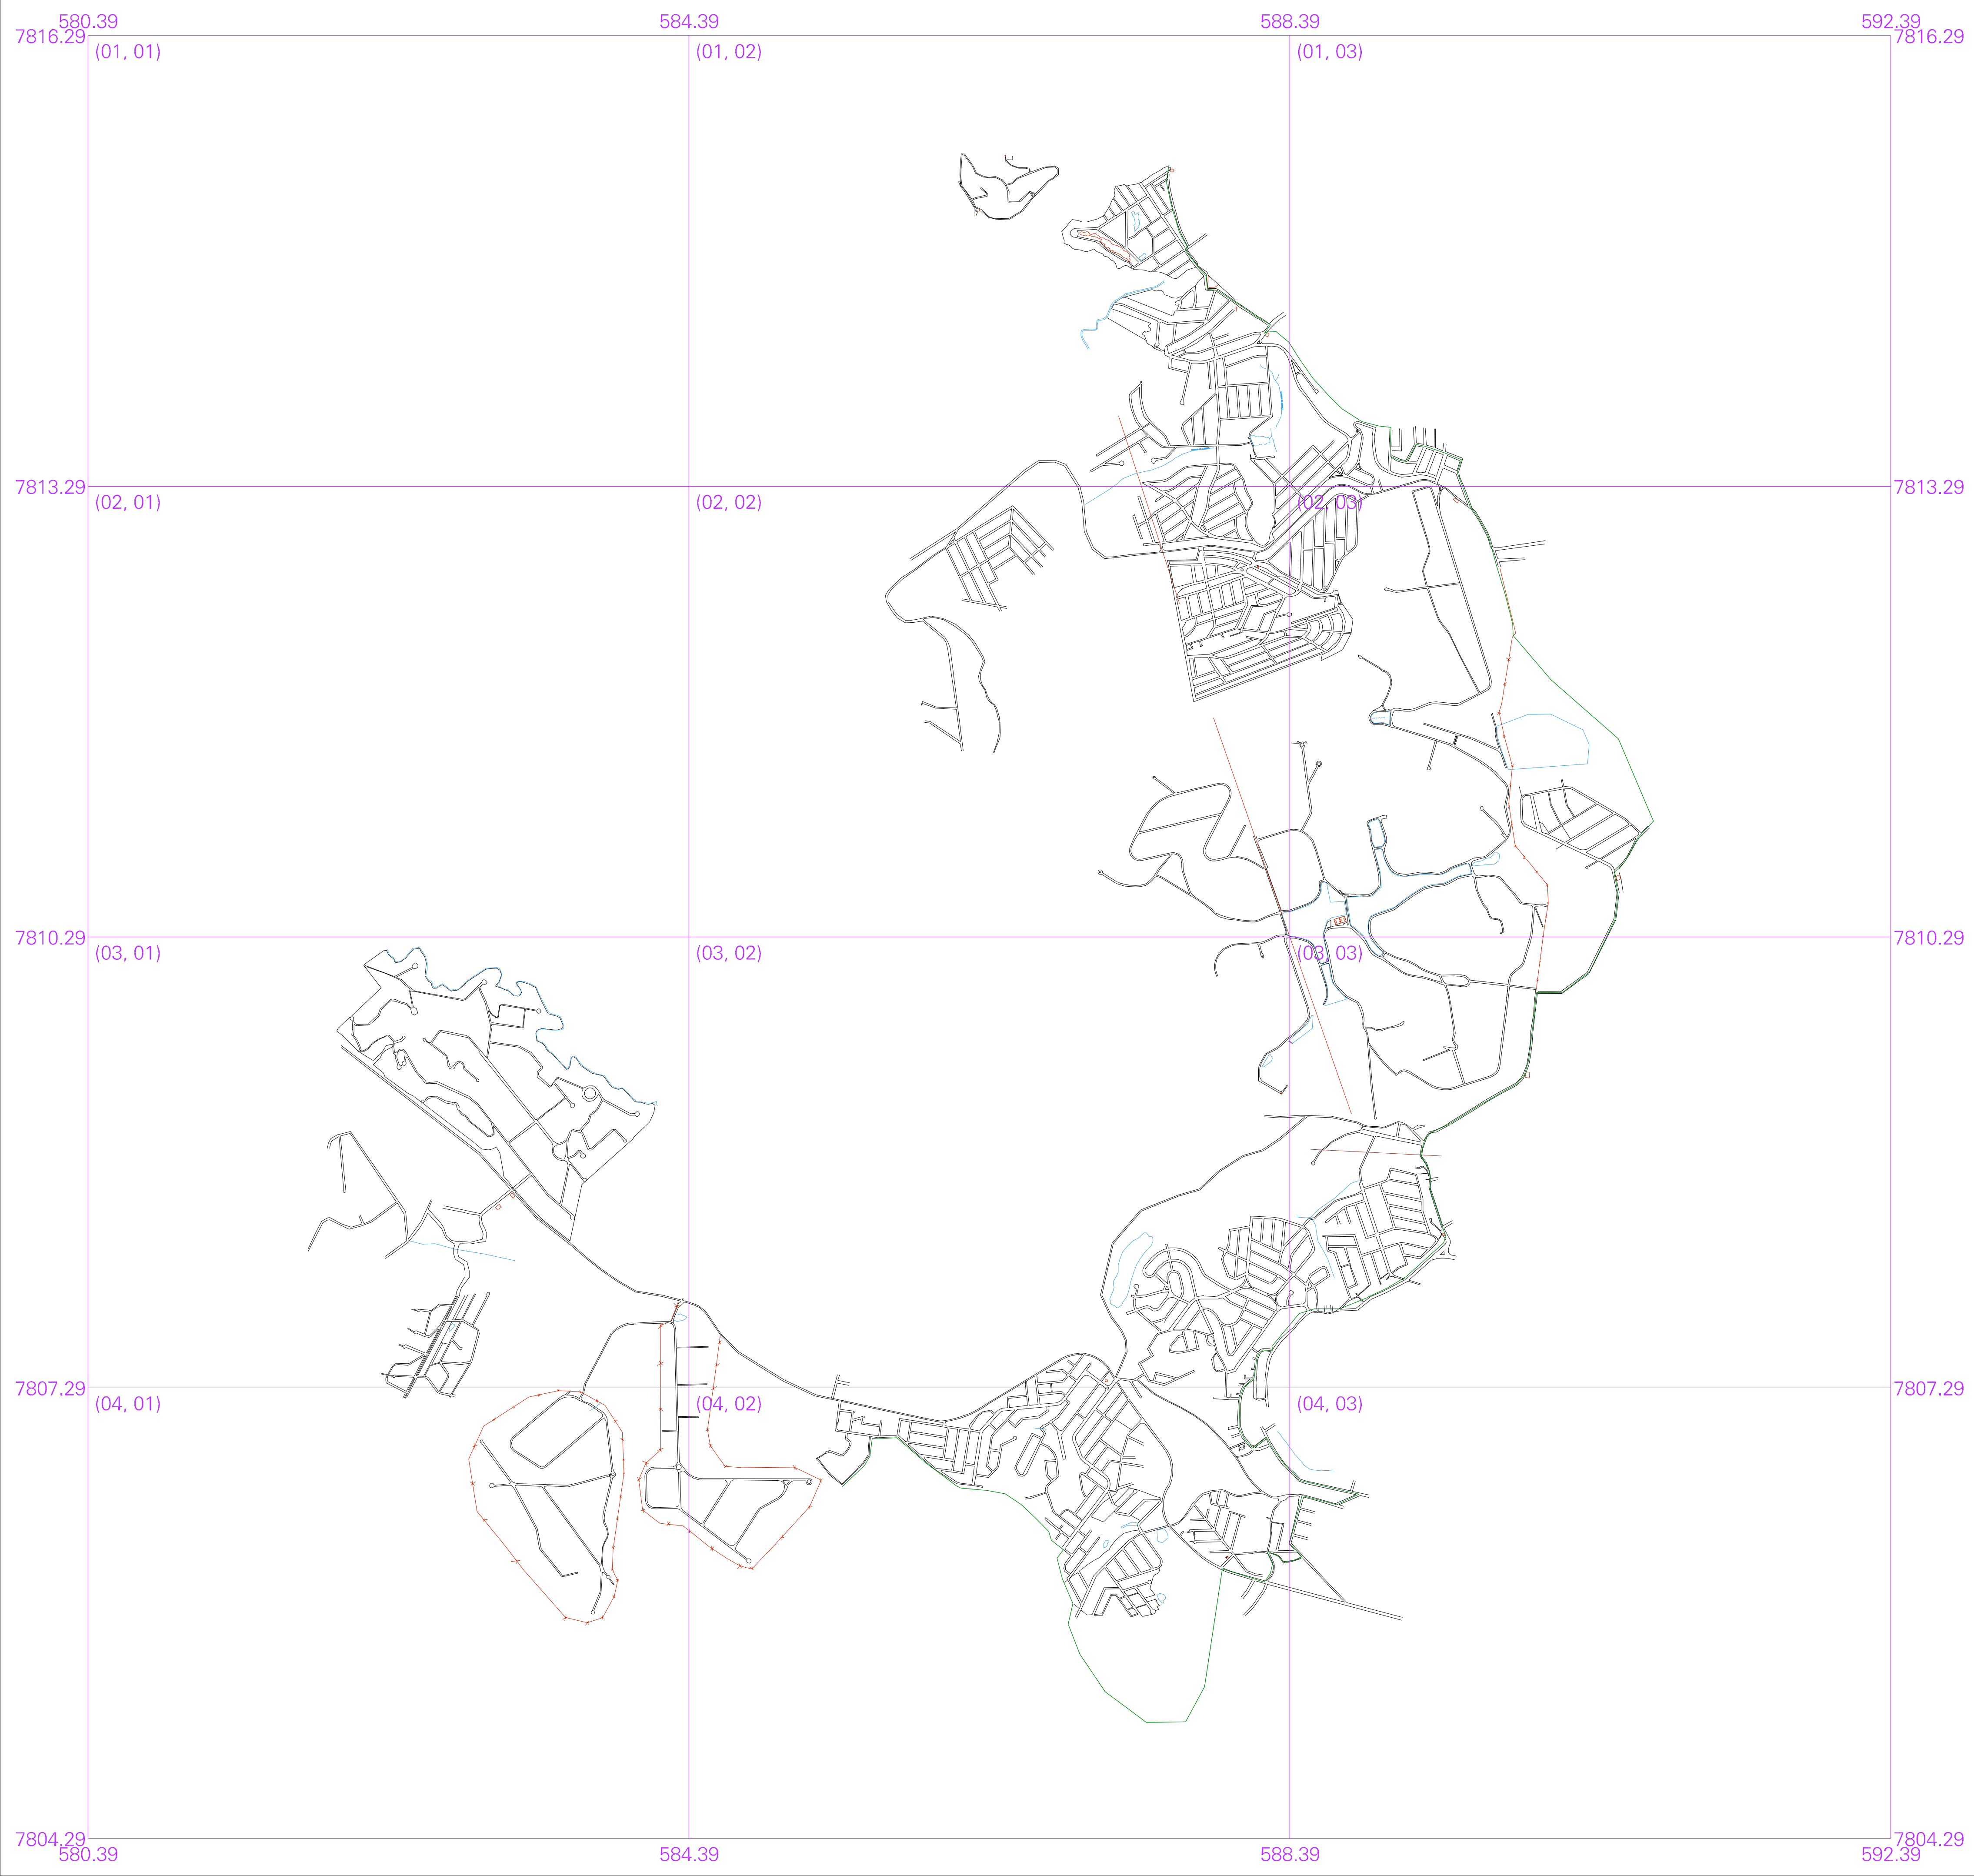 580.39 584.39 588.39 592.39
7816.29 7816.29
(01, 01) (01, 02) (01, 03)
7813.29 7813.29
(02, 01) (02, 02) (02, 03)
7810.29 7810.29
(03, 01) (03, 02) (03, 03)
7807.29 7807.29
(04, 01) (04, 02) (04, 03)
7804.29 7804.29
580.39 584.39 588.39 592.39